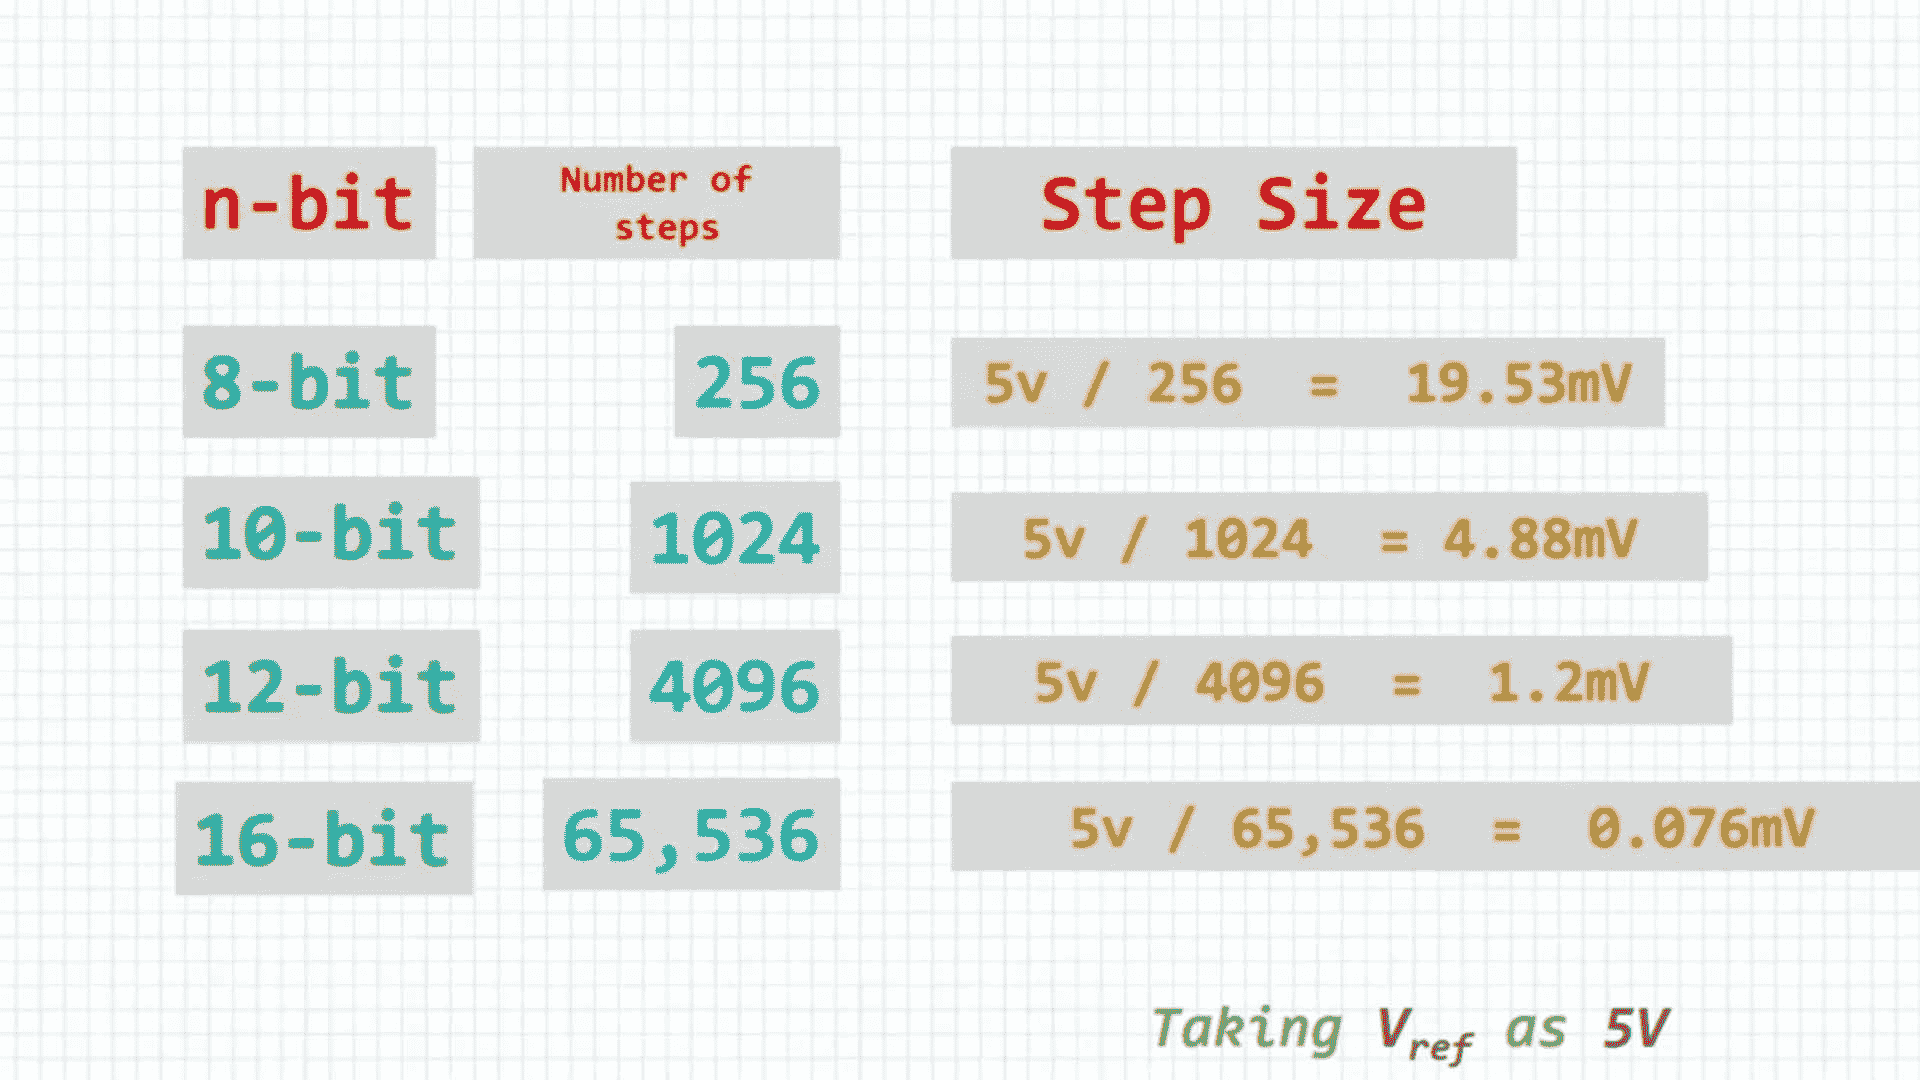 n-bit Number of steps Step Size
8-bit 256 5v / 256 = 19.53mV
10-bit 1024 5v / 1024 = 4.88mV
12-bit 4096 5v / 4096 = 1.2mV
16-bit 65,536 5v / 65,536 = 0.076mV
Taking Vref as 5V